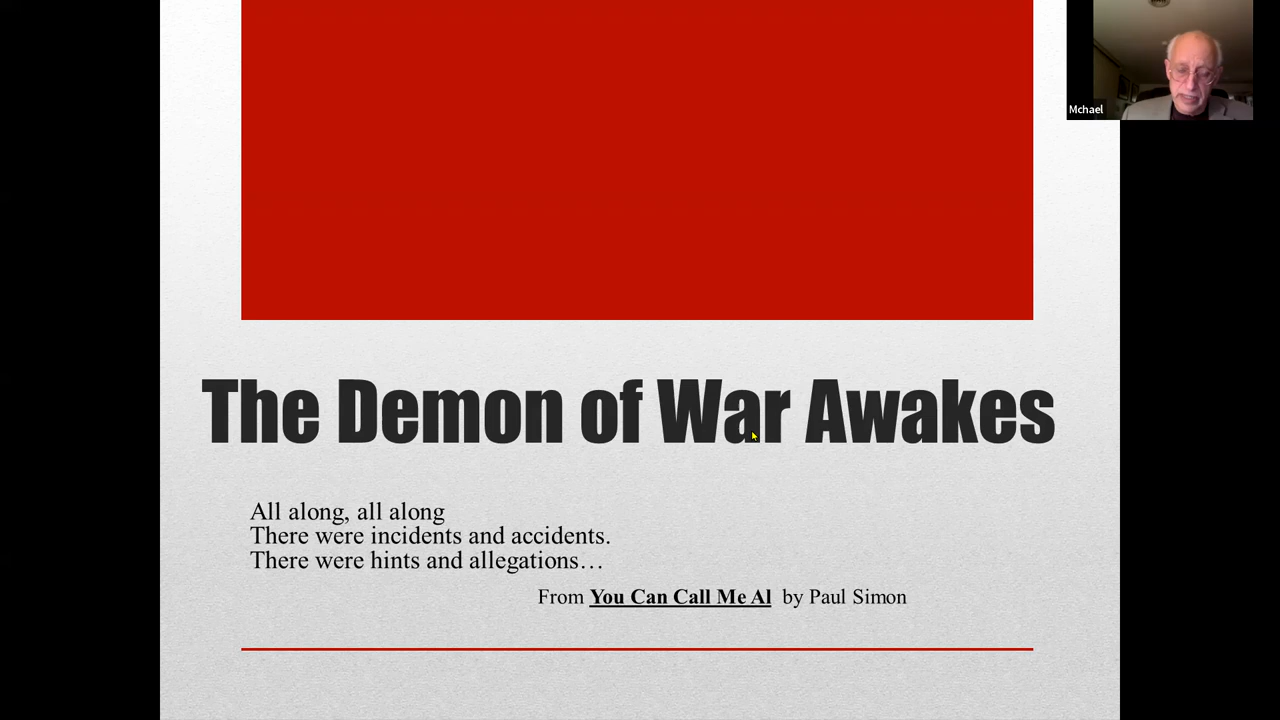 Mchael
The Demon of War Awakes
All along, all along
There were incidents and accidents.
There were hints and allegations…
From You Can Call Me Al by Paul Simon